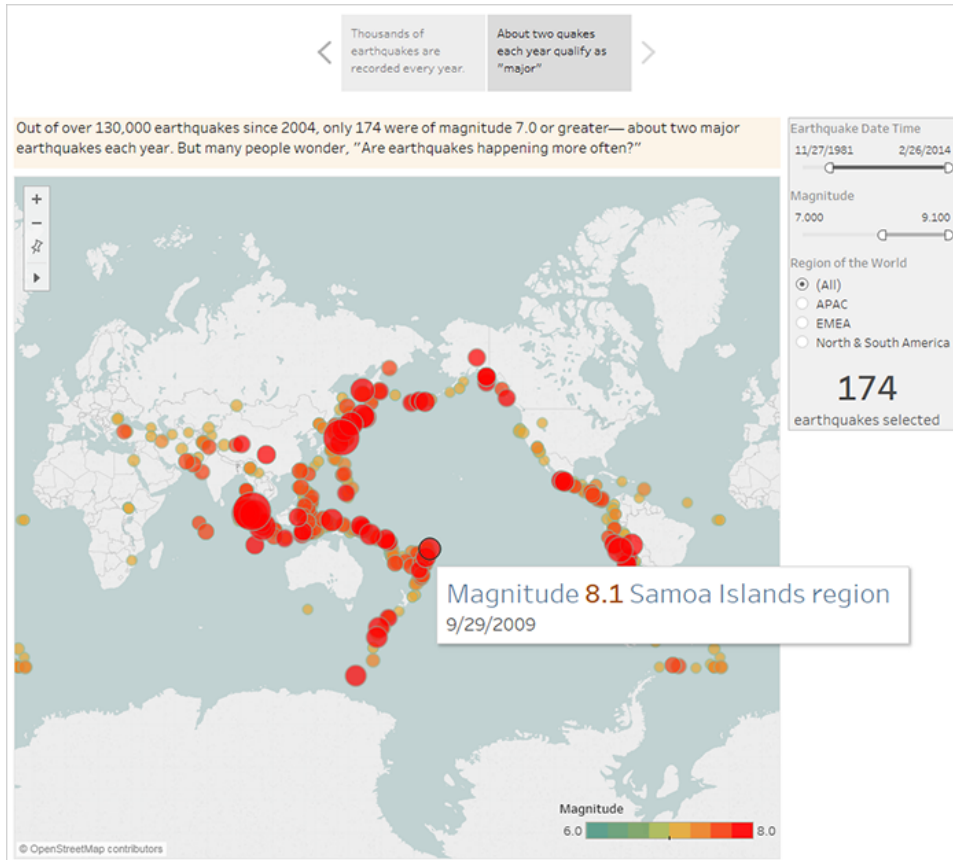 Thousands of
earthquakes are
recorded every year.
About two quakes
each year qualify as
"major"
Out of over 130,000 earthquakes since 2004, only 174 were of magnitude 7.0 or greater— about two major
earthquakes each year. But many people wonder, "Are earthquakes happening more often?"
Earthquake Date Time
11/27/1981 2/26/2014
Magnitude
7.000 9.100
Region of the World
(All)
APAC
EMEA
North & South America
174
earthquakes selected
Magnitude 8.1 Samoa Islands region
9/29/2009
Magnitude
6.0 8.0
© OpenStreetMap contributors